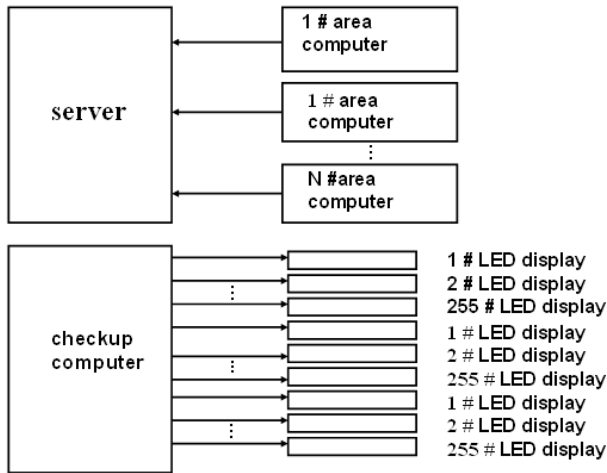 1 # area
computer
server
1 # area
computer
⋮
N #area
computer
1 # LED display
2 # LED display
⋮
255 # LED display
checkup
computer
1 # LED display
2 # LED display
⋮
255 # LED display
1 # LED display
2 # LED display
⋮
255 # LED display